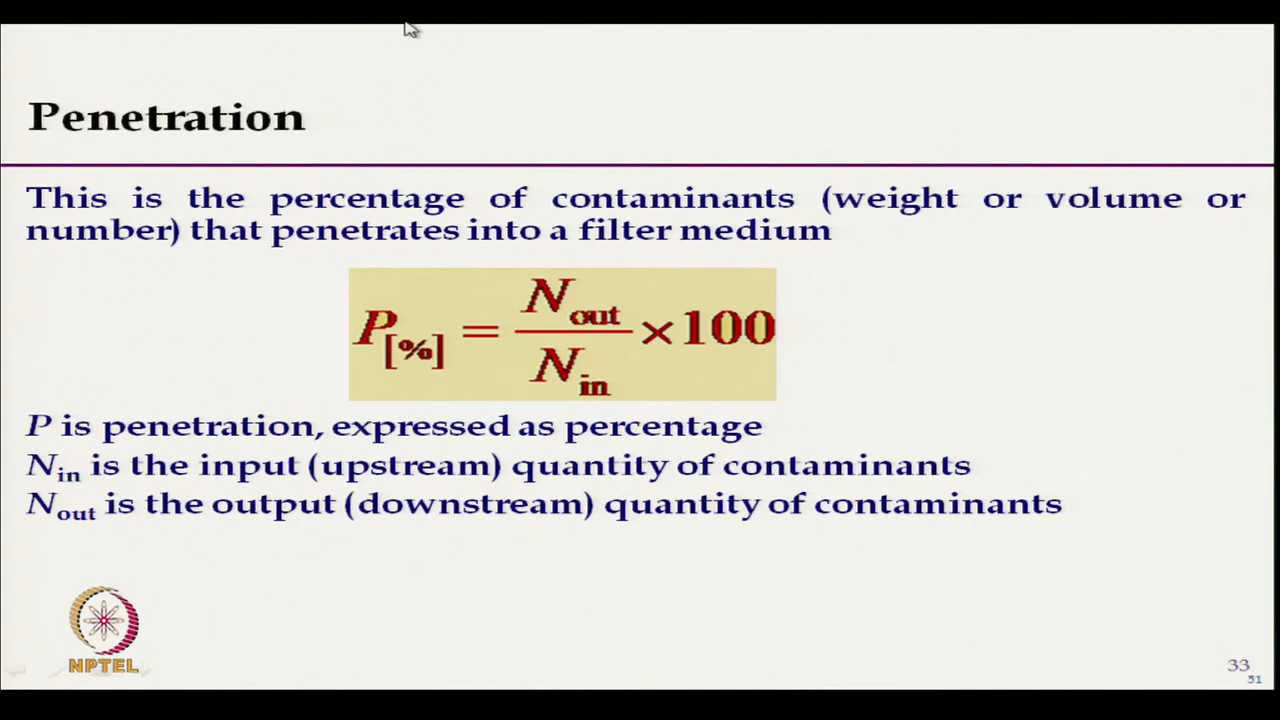 Penetration
This is the percentage of contaminants (weight or volume or
number) that penetrates into a filter medium
P[%] = Nout / Nin × 100
P is penetration, expressed as percentage
Nin is the input (upstream) quantity of contaminants
Nout is the output (downstream) quantity of contaminants
NPTEL
33
51